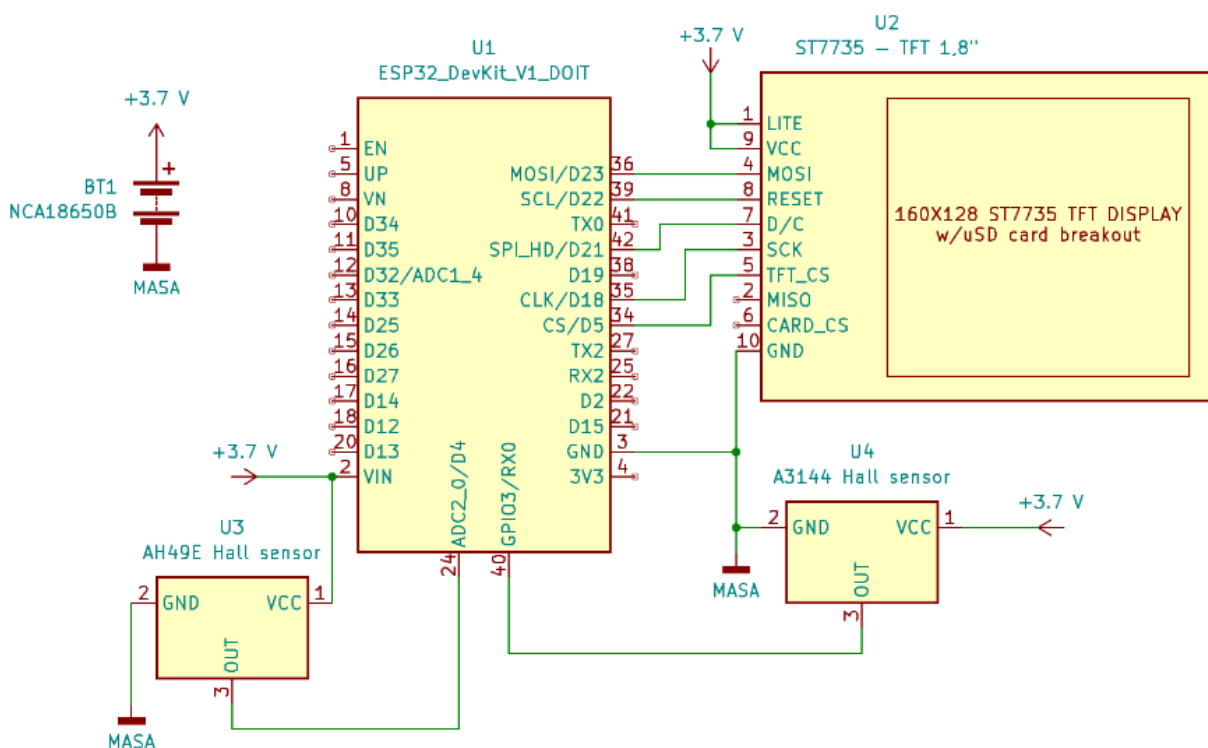 +3.7 V
BT1
NCA18650B
MASA
U1
ESP32_DevKit_V1_DOIT
1 EN
5 UP
8 VN
10 D34
11 D35
12 D32/ADC1_4
13 D33
14 D25
15 D26
16 D27
17 D14
18 D12
20 D13
2 VIN
MOSI/D23 36
SCL/D22 39
TX0 41
SPI_HD/D21 42
D19 38
CLK/D18 35
CS/D5 34
TX2 27
RX2 25
D2 22
D15 21
GND 3
3V3 4
ADC2_0/D4 24
GPIO3/RX0 40
+3.7 V
U2
ST7735 – TFT 1,8"
+3.7 V
1 LITE
9 VCC
4 MOSI
8 RESET
7 D/C
3 SCK
5 TFT_CS
2 MISO
6 CARD_CS
10 GND
160X128 ST7735 TFT DISPLAY
w/uSD card breakout
U3
AH49E Hall sensor
2 GND
VCC 1
OUT 3
MASA
U4
A3144 Hall sensor
2 GND
VCC 1
OUT 3
+3.7 V
MASA